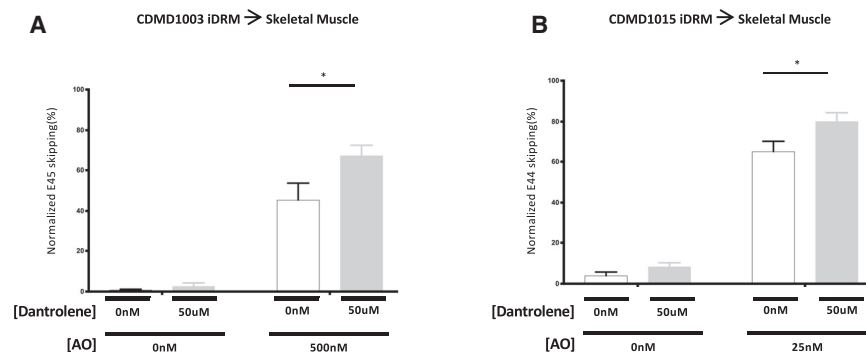 A
CDMD1003 iDRM → Skeletal Muscle
Normalized E45 skipping(%)
100
80
60
40
20
0
*
[Dantrolene] 0nM 50uM 0nM 50uM
[AO] 0nM 500nM
B
CDMD1015 iDRM → Skeletal Muscle
Normalized E44 skipping(%)
100
80
60
40
20
0
*
[Dantrolene] 0nM 50uM 0nM 50uM
[AO] 0nM 25nM